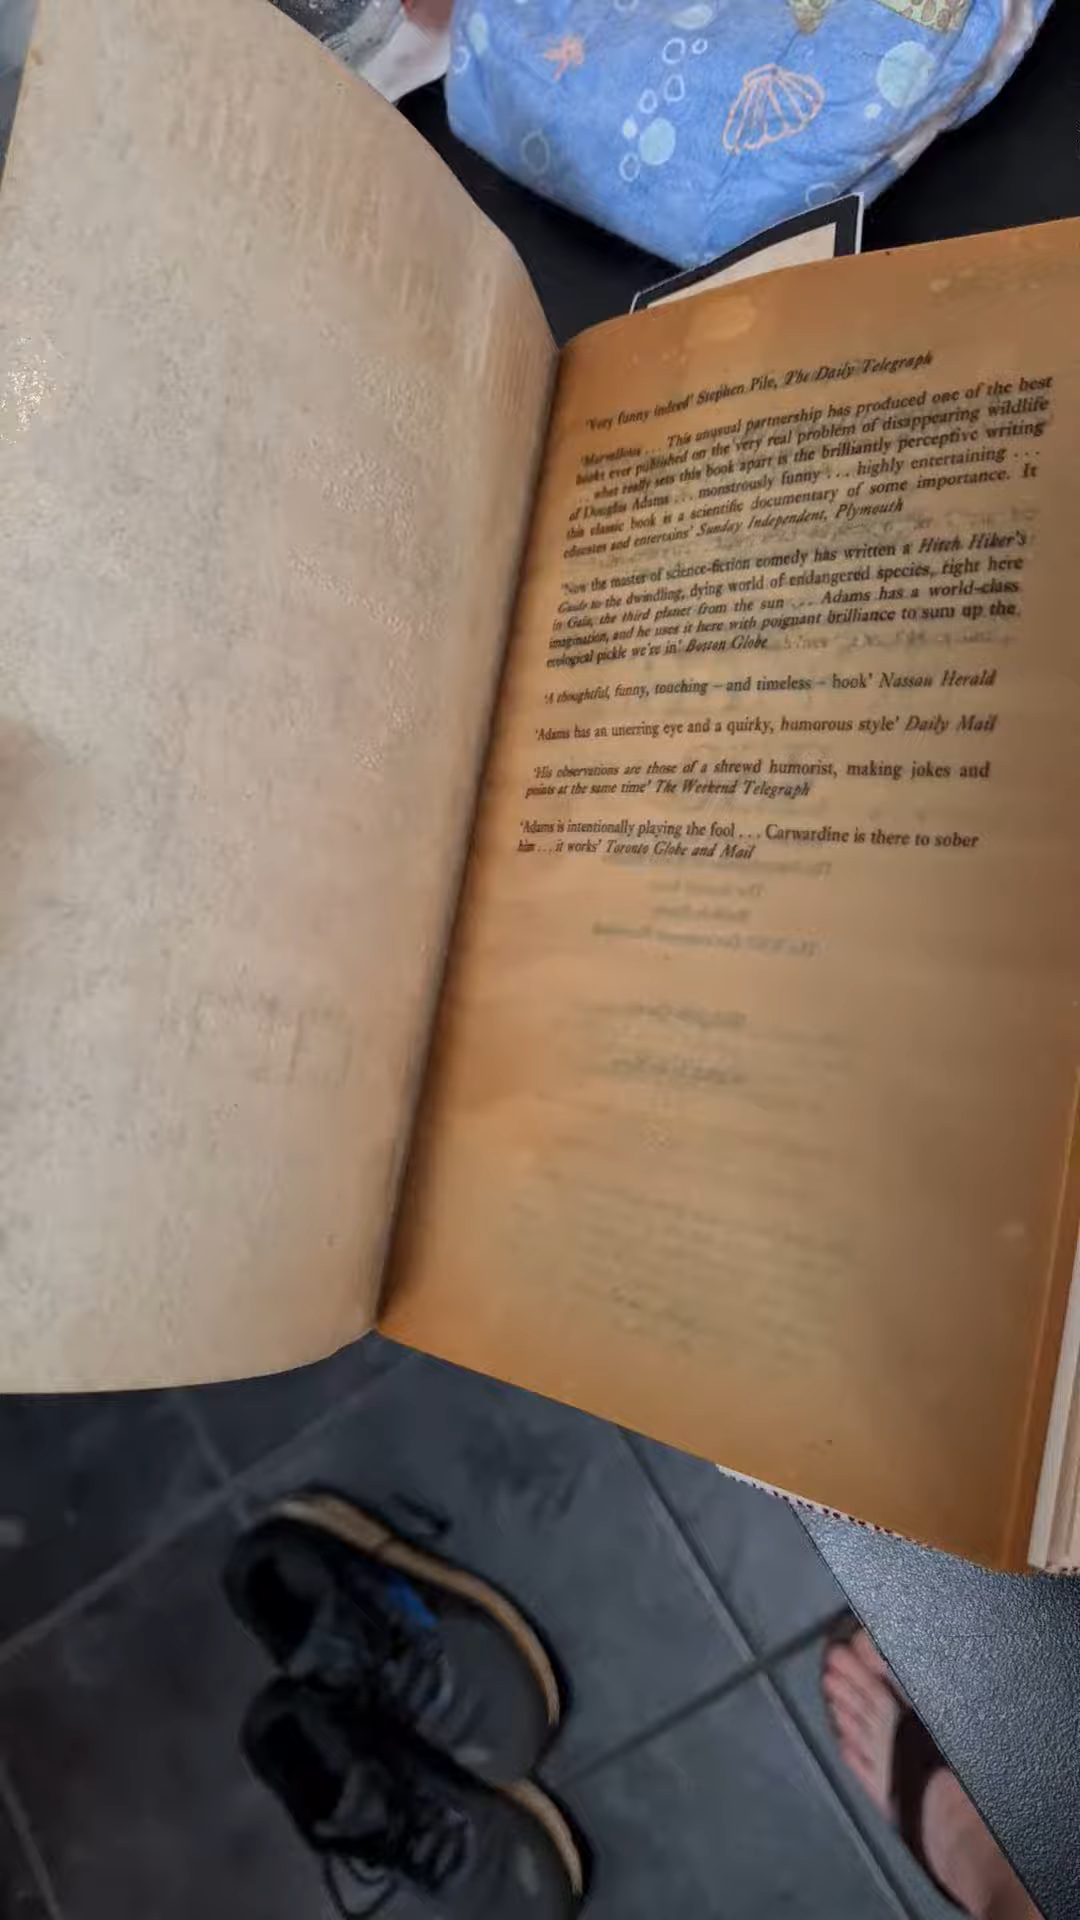 'Very funny indeed' Stephen Pile, The Daily Telegraph
'Marvellous ... This unusual partnership has produced one of the best
books ever published on the very real problem of disappearing wildlife
... what really sets this book apart is the brilliantly perceptive writing
of Douglas Adams ... monstrously funny ... highly entertaining ...
this classic book is a scientific documentary of some importance. It
educates and entertains' Sunday Independent, Plymouth
'Now the master of science-fiction comedy has written a Hitch Hiker's
Guide to the dwindling, dying world of endangered species, right here
in Gaia, the third planet from the sun ... Adams has a world-class
imagination, and he uses it here with poignant brilliance to sum up the
ecological pickle we're in' Boston Globe
'A thoughtful, funny, touching – and timeless – book' Nassau Herald
'Adams has an unerring eye and a quirky, humorous style' Daily Mail
'His observations are those of a shrewd humorist, making jokes and
points at the same time' The Weekend Telegraph
'Adams is intentionally playing the fool ... Carwardine is there to sober
him ... it works' Toronto Globe and Mail